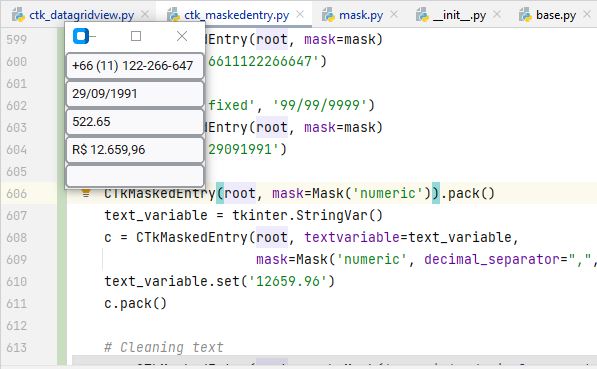 ctk_datagridview.py × ctk_maskedentry.py × mask.py × __init__.py × base.py
599 kedEntry(root, mask=mask)
+66 (11) 122-266-647
600 6611122266647')
601
29/09/1991
602 fixed', '99/99/9999')
522.65
603 kedEntry(root, mask=mask)
R$ 12.659,96
604 29091991')
605
606 CTkMaskedEntry(root, mask=Mask('numeric')).pack()
607 text_variable = tkinter.StringVar()
608 c = CTkMaskedEntry(root, textvariable=text_variable,
609 mask=Mask('numeric', decimal_separator=",",
610 text_variable.set('12659.96')
611 c.pack()
612
613 # Cleaning text